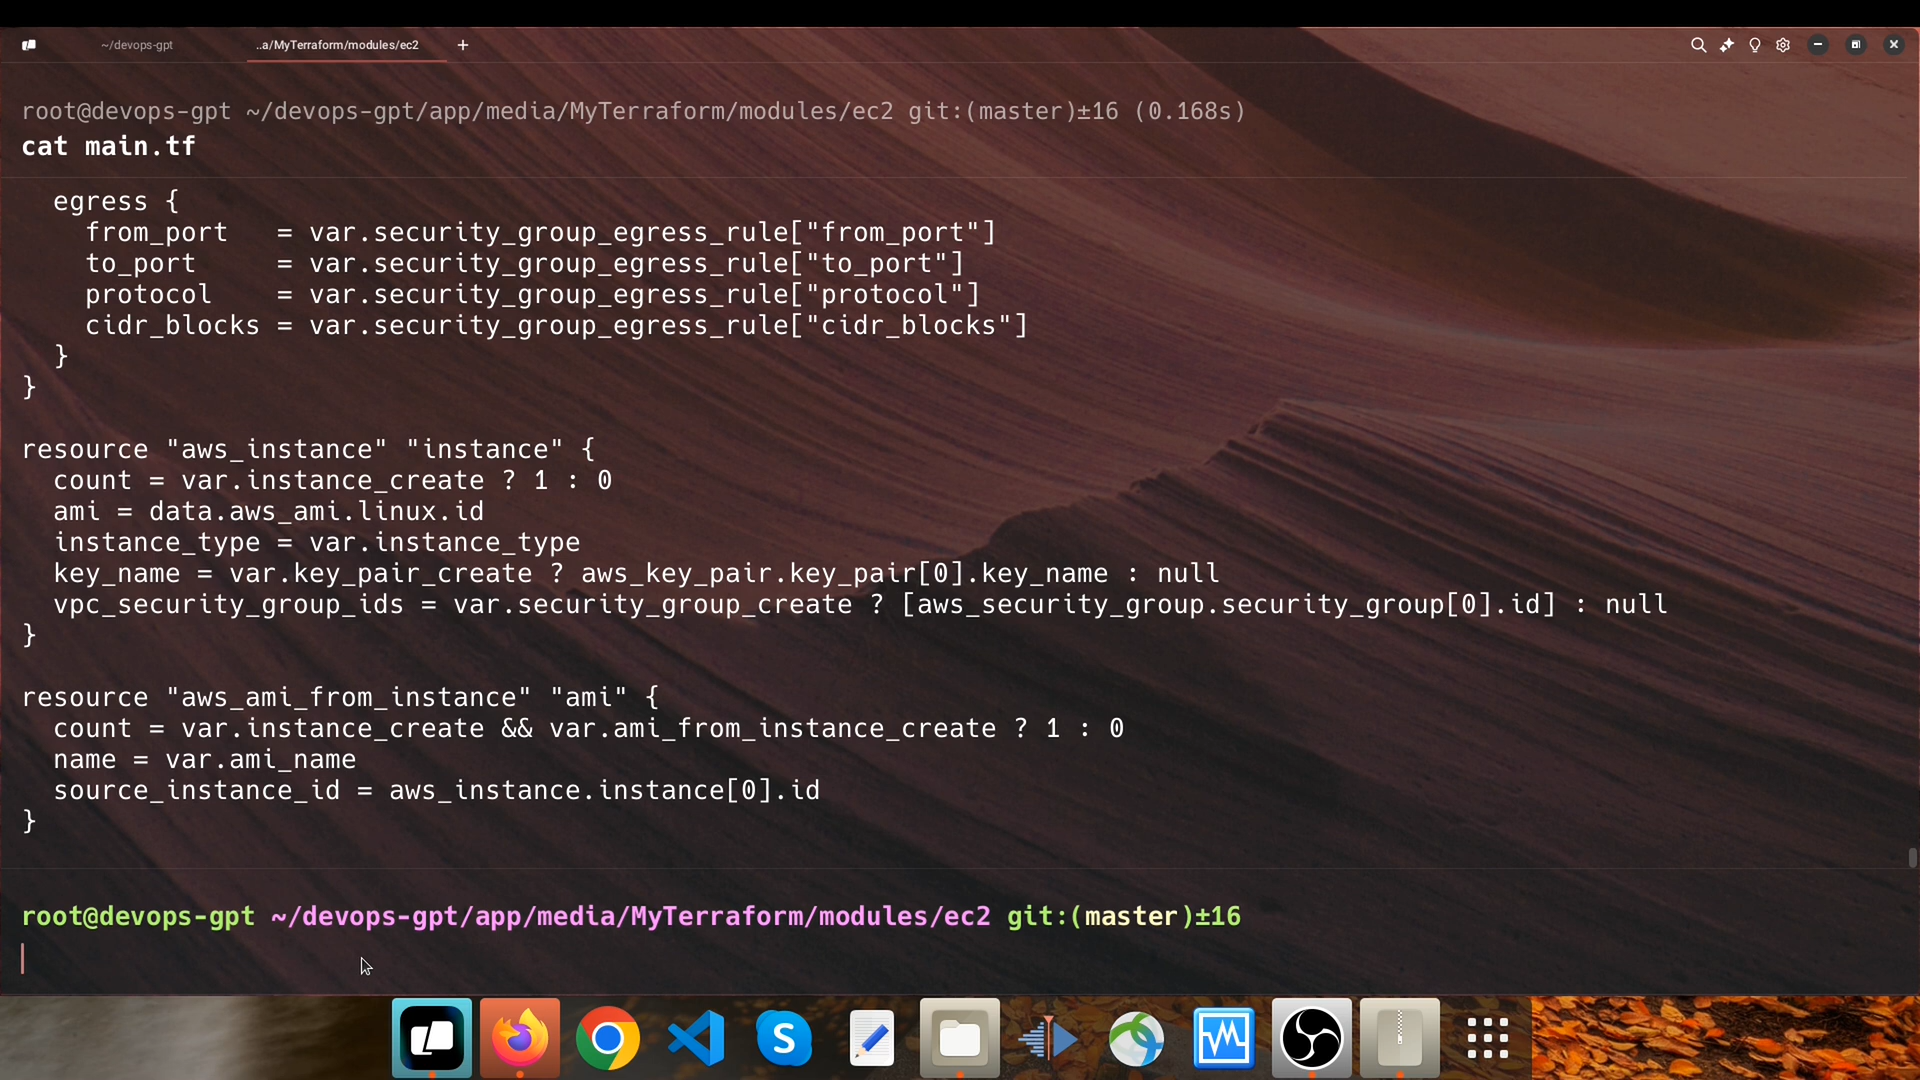 ~/devops-gpt
..a/MyTerraform/modules/ec2
root@devops-gpt ~/devops-gpt/app/media/MyTerraform/modules/ec2 git:(master)±16 (0.168s)
cat main.tf
  egress {
    from_port   = var.security_group_egress_rule["from_port"]
    to_port     = var.security_group_egress_rule["to_port"]
    protocol    = var.security_group_egress_rule["protocol"]
    cidr_blocks = var.security_group_egress_rule["cidr_blocks"]
  }
}
resource "aws_instance" "instance" {
  count = var.instance_create ? 1 : 0
  ami = data.aws_ami.linux.id
  instance_type = var.instance_type
  key_name = var.key_pair_create ? aws_key_pair.key_pair[0].key_name : null
  vpc_security_group_ids = var.security_group_create ? [aws_security_group.security_group[0].id] : null
}
resource "aws_ami_from_instance" "ami" {
  count = var.instance_create && var.ami_from_instance_create ? 1 : 0
  name = var.ami_name
  source_instance_id = aws_instance.instance[0].id
}
root@devops-gpt ~/devops-gpt/app/media/MyTerraform/modules/ec2 git:(master)±16